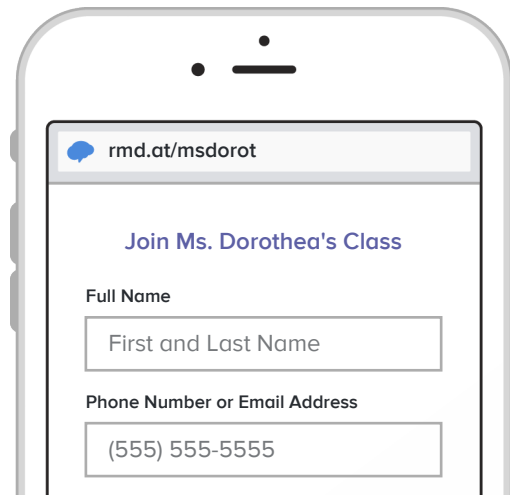 rmd.at/msdorot
Join Ms. Dorothea's Class
Full Name
First and Last Name
Phone Number or Email Address
(555) 555-5555